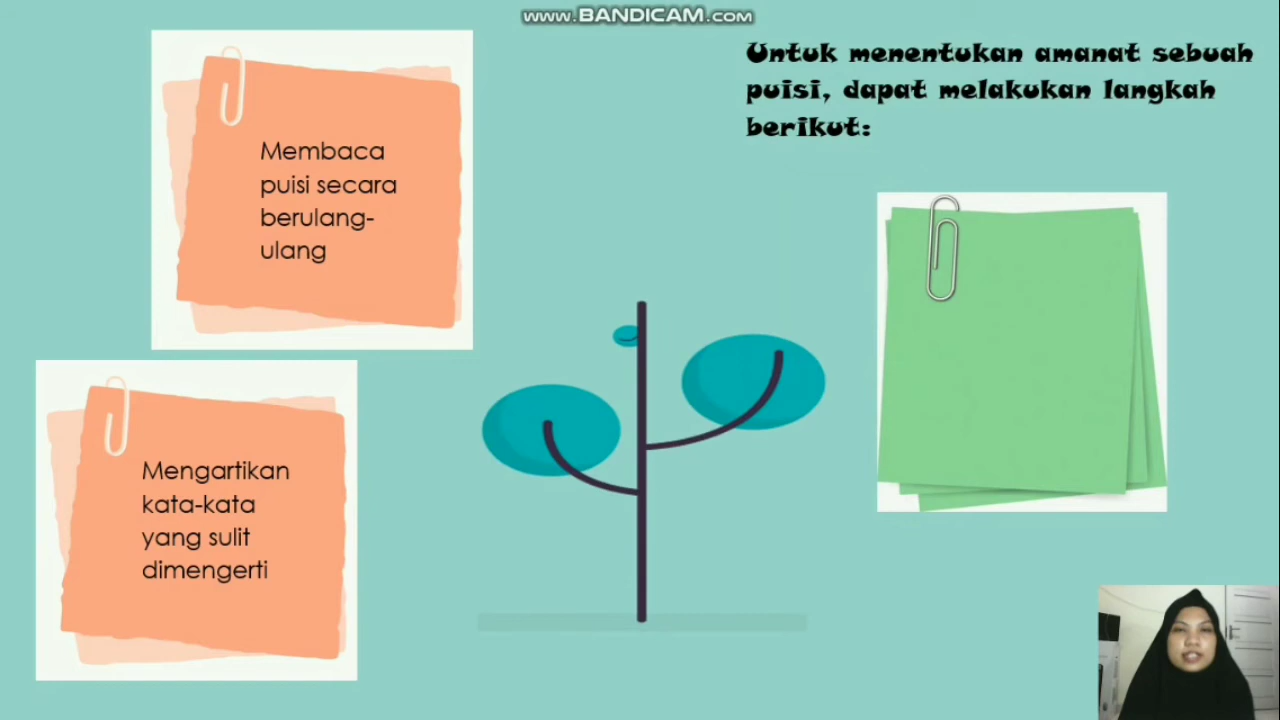 www.BANDICAM.com
Untuk menentukan amanat sebuah
puisi, dapat melakukan langkah
berikut:
Membaca
puisi secara
berulang-
ulang
Mengartikan
kata-kata
yang sulit
dimengerti